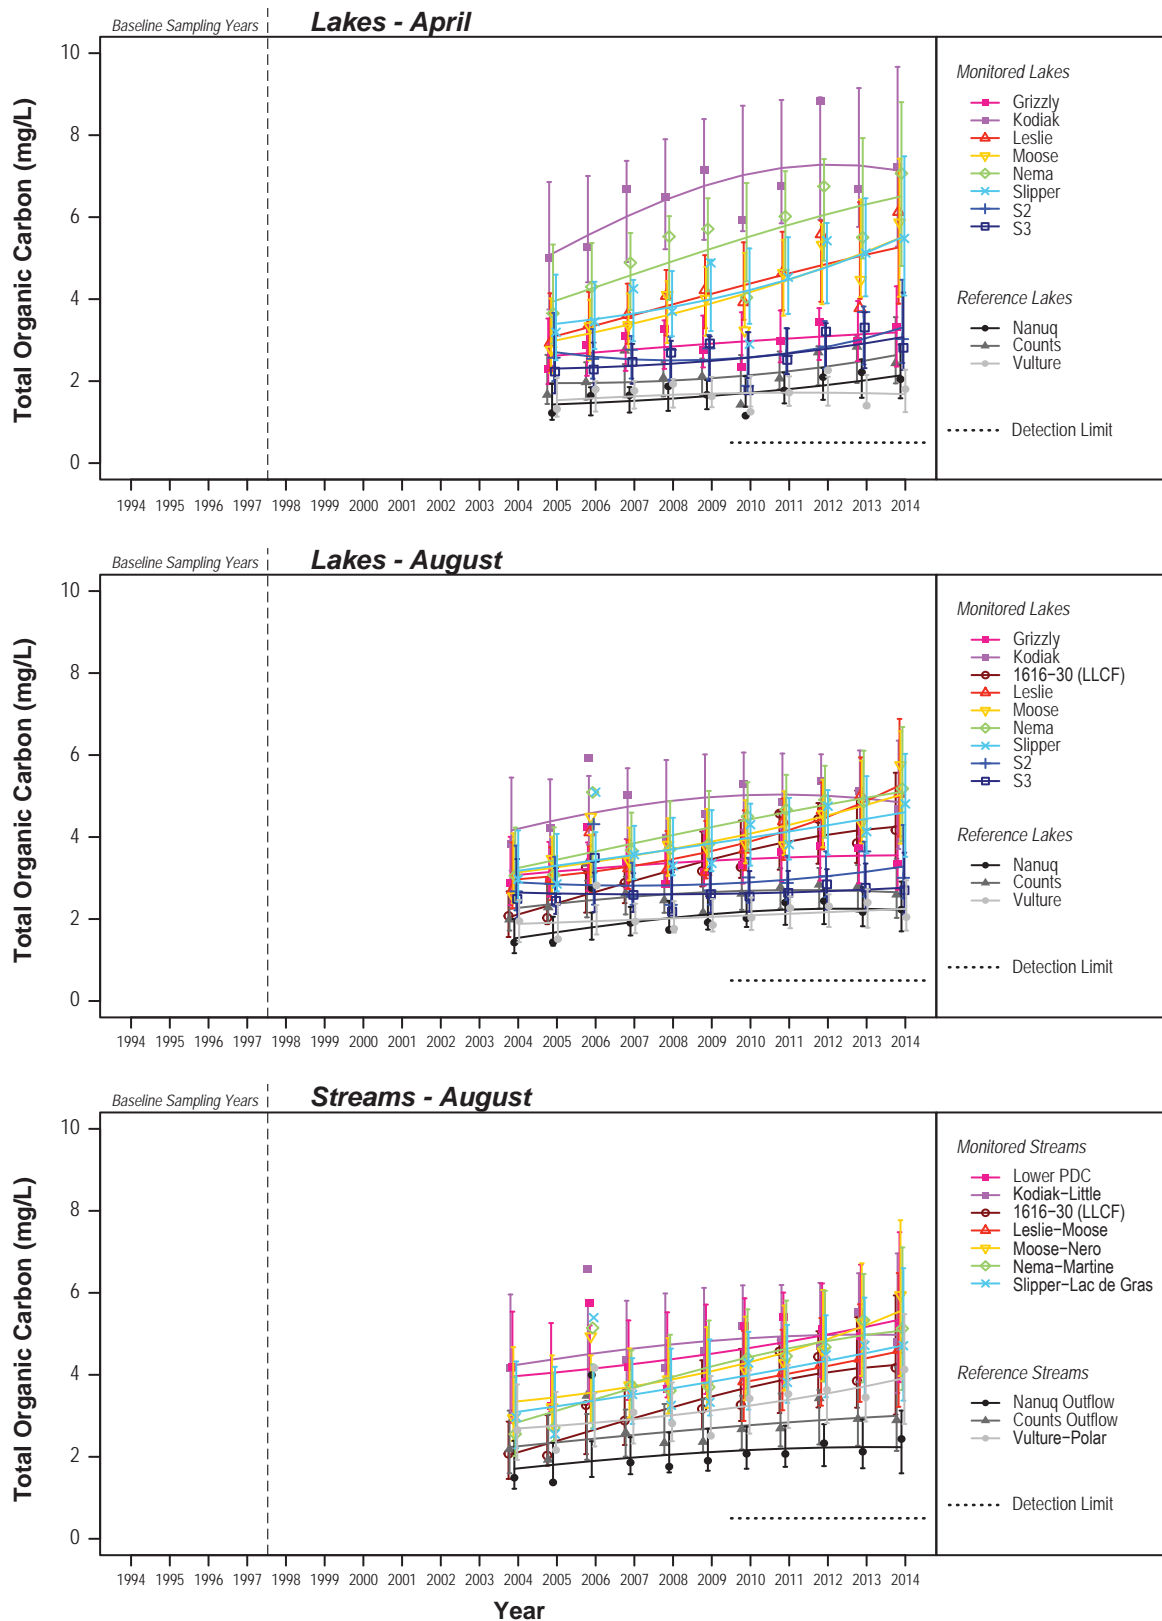 Baseline Sampling Years
Lakes - April
Total Organic Carbon (mg/L)
10
8
6
4
2
0
1994 1995 1996 1997 1998 1999 2000 2001 2002 2003 2004 2005 2006 2007 2008 2009 2010 2011 2012 2013 2014
Monitored Lakes
Grizzly
Kodiak
Leslie
Moose
Nema
Slipper
S2
S3
Reference Lakes
Nanuq
Counts
Vulture
Detection Limit
Baseline Sampling Years
Lakes - August
Total Organic Carbon (mg/L)
10
8
6
4
2
0
1994 1995 1996 1997 1998 1999 2000 2001 2002 2003 2004 2005 2006 2007 2008 2009 2010 2011 2012 2013 2014
Monitored Lakes
Grizzly
Kodiak
1616−30 (LLCF)
Leslie
Moose
Nema
Slipper
S2
S3
Reference Lakes
Nanuq
Counts
Vulture
Detection Limit
Baseline Sampling Years
Streams - August
Total Organic Carbon (mg/L)
10
8
6
4
2
0
1994 1995 1996 1997 1998 1999 2000 2001 2002 2003 2004 2005 2006 2007 2008 2009 2010 2011 2012 2013 2014
Year
Monitored Streams
Lower PDC
Kodiak−Little
1616−30 (LLCF)
Leslie−Moose
Moose−Nero
Nema−Martine
Slipper−Lac de Gras
Reference Streams
Nanuq Outflow
Counts Outflow
Vulture−Polar
Detection Limit